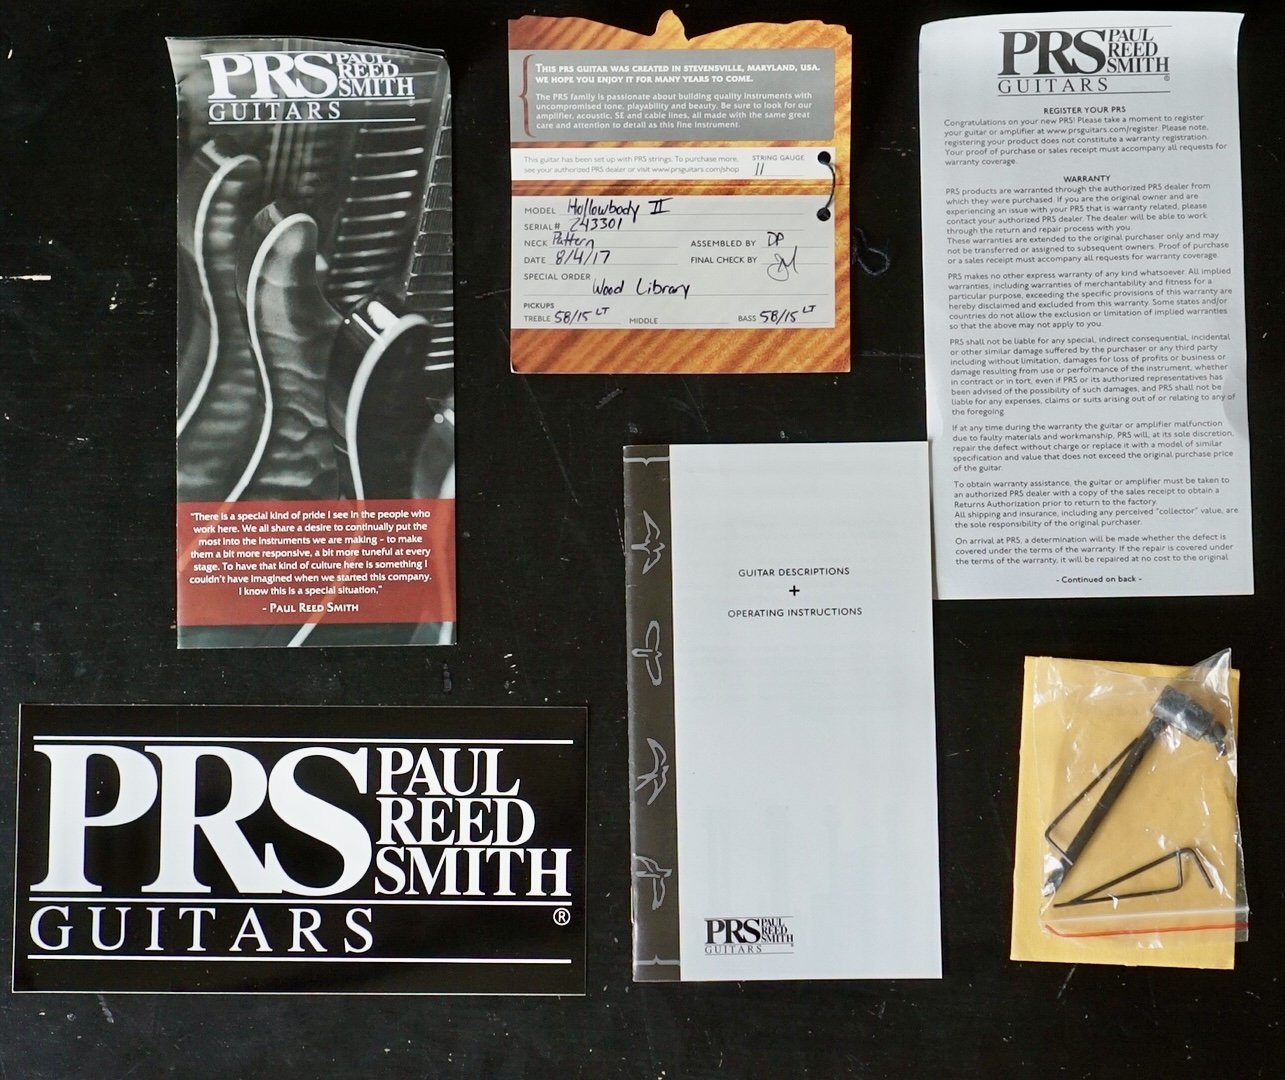 PRS PAUL
REED
SMITH
GUITARS
"There is a special kind of pride I see in the people who
work here. We all share a desire to continually put the
most into the instruments we are making - to make
them a bit more responsive, a bit more tuneful at every
stage. To have that kind of culture here is something I
couldn't have imagined when we started this company.
I know this is a special situation."
- Paul Reed Smith
This PRS guitar was created in Stevensville, Maryland, USA.
We hope you enjoy it for many years to come.
The PRS family is passionate about building quality instruments with
uncompromised tone, playability and beauty. Be sure to look for our
amplifier, acoustic, SE and cable lines, all made with the same great
care and attention to detail as this fine instrument.
This guitar has been set up with PRS strings. To purchase more,
see your authorized PRS dealer or visit www.prsguitars.com/shop
STRING GAUGE
11
MODEL Hollowbody II
SERIAL# 243301
NECK Pattern
ASSEMBLED BY DP
DATE 8/4/17
FINAL CHECK BY
SPECIAL ORDER Wood Library
PICKUPS
TREBLE 58/15 LT MIDDLE BASS 58/15 LT
PRS PAUL
REED
SMITH
®
GUITARS
REGISTER YOUR PRS
Congratulations on your new PRS! Please take a moment to register
your guitar or amplifier at www.prsguitars.com/register. Please note,
registering your product does not constitute a warranty registration.
Your proof of purchase or sales receipt must accompany all requests for
warranty coverage.
WARRANTY
PRS products are warranted through the authorized PRS dealer from
which they were purchased. If you are the original owner and are
experiencing an issue with your PRS that is warranty related, please
contact your authorized PRS dealer. The dealer will be able to work
through the return and repair process with you.
These warranties are extended to the original purchaser only and may
not be transferred or assigned to subsequent owners. Proof of purchase
or a sales receipt must accompany all requests for warranty coverage.
PRS makes no other express warranty of any kind whatsoever. All implied
warranties, including warranties of merchantability and fitness for a
particular purpose, exceeding the specific provisions of this warranty are
hereby disclaimed and excluded from this warranty. Some states and/or
countries do not allow the exclusion or limitation of implied warranties
so that the above may not apply to you.
PRS shall not be liable for any special, indirect consequential, incidental
or other similar damage suffered by the purchaser or any third party
including without limitation, damages for loss of profits or business or
damage resulting from use or performance of the instrument, whether
in contract or in tort, even if PRS or its authorized representatives has
been advised of the possibility of such damages, and PRS shall not be
liable for any expenses, claims or suits arising out of or relating to any of
the foregoing.
If at any time during the warranty the guitar or amplifier malfunction
due to faulty materials and workmanship, PRS will, at its sole discretion,
repair the defect without charge or replace it with a model of similar
specification and value that does not exceed the original purchase price
of the guitar.
To obtain warranty assistance, the guitar or amplifier must be taken to
an authorized PRS dealer with a copy of the sales receipt to obtain a
Returns Authorization prior to return to the factory.
All shipping and insurance, including any perceived "collector" value, are
the sole responsibility of the original purchaser.
On arrival at PRS, a determination will be made whether the defect is
covered under the terms of the warranty. If the repair is covered under
the terms of the warranty, it will be repaired at no cost to the original
- Continued on back -
GUITAR DESCRIPTIONS
+
OPERATING INSTRUCTIONS
PRS PAUL
REED
SMITH
GUITARS
PRS PAUL
REED
SMITH
GUITARS ®